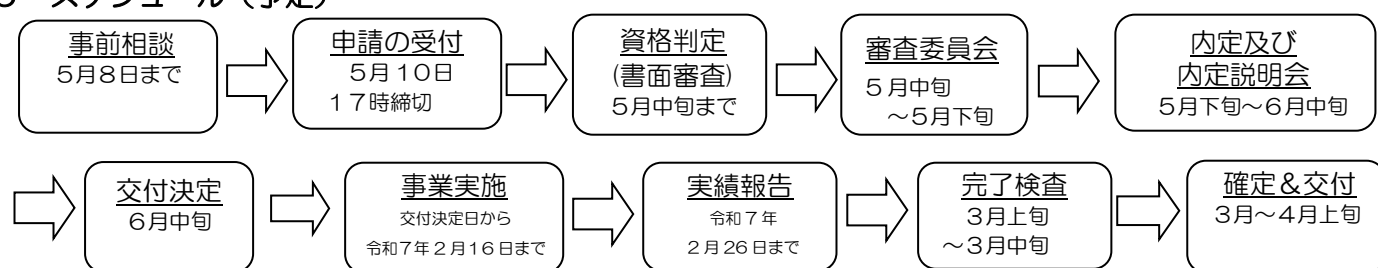 スケジュール（予定）
事前相談
５月８日まで
申請の受付
５月１０日
１７時締切
資格判定
(書面審査)
５月中旬まで
審査委員会
５月中旬
～５月下旬
内定及び
内定説明会
５月下旬～６月中旬
交付決定
６月中旬
事業実施
交付決定日から
令和７年２月１６日まで
実績報告
令和７年
２月26日まで
完了検査
３月上旬
～３月中旬
確定＆交付
３月～４月上旬